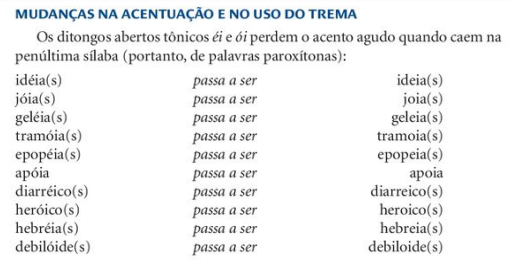 MUDANÇAS NA ACENTUAÇÃO E NO USO DO TREMA
Os ditongos abertos tônicos éi e ói perdem o acento agudo quando caem na
penúltima sílaba (portanto, de palavras paroxítonas):
idéia(s) passa a ser ideia(s)
jóia(s) passa a ser joia(s)
geléia(s) passa a ser geleia(s)
tramóia(s) passa a ser tramoia(s)
epopéia(s) passa a ser epopeia(s)
apóia passa a ser apoia
diarréico(s) passa a ser diarreico(s)
heróico(s) passa a ser heroico(s)
hebréia(s) passa a ser hebreia(s)
debilóide(s) passa a ser debiloide(s)